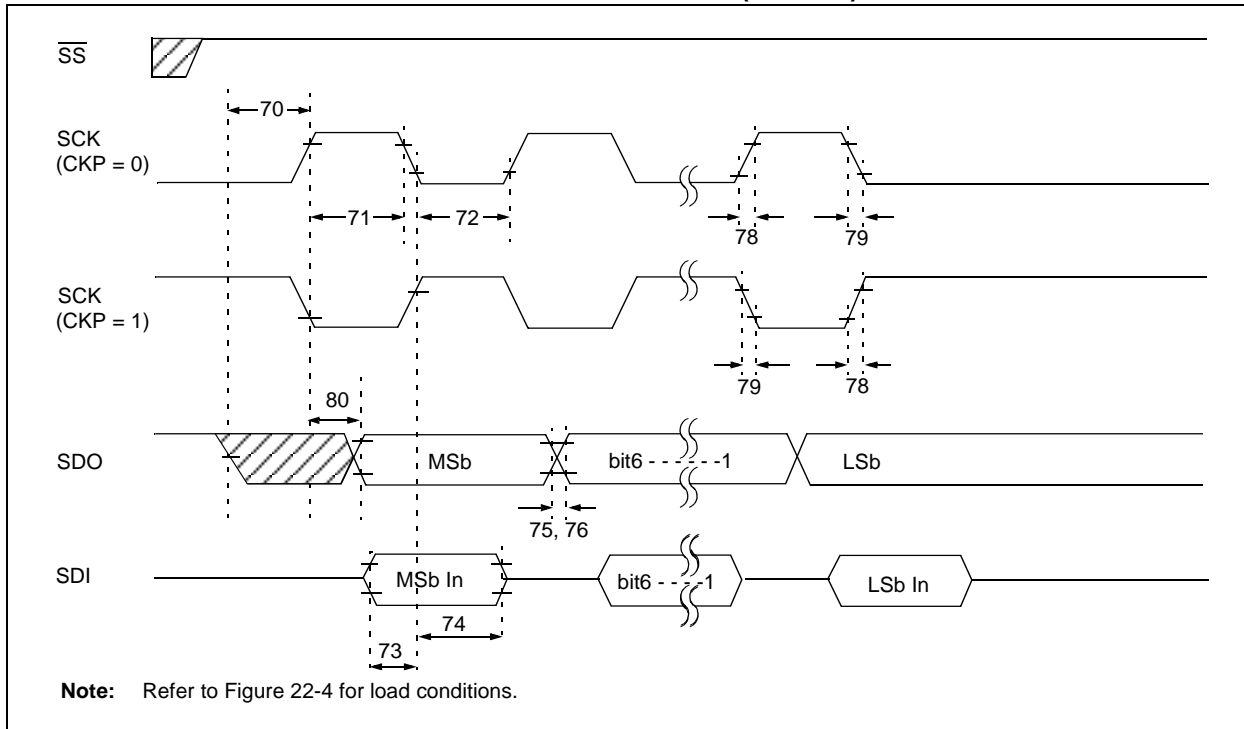 SS
70
SCK
(CKP = 0)
71
72
78
79
SCK
(CKP = 1)
79
78
80
SDO
MSb
bit6 - - - - - -1
LSb
75, 76
SDI
MSb In
bit6 - - - -1
LSb In
74
73
Note: Refer to Figure 22-4 for load conditions.